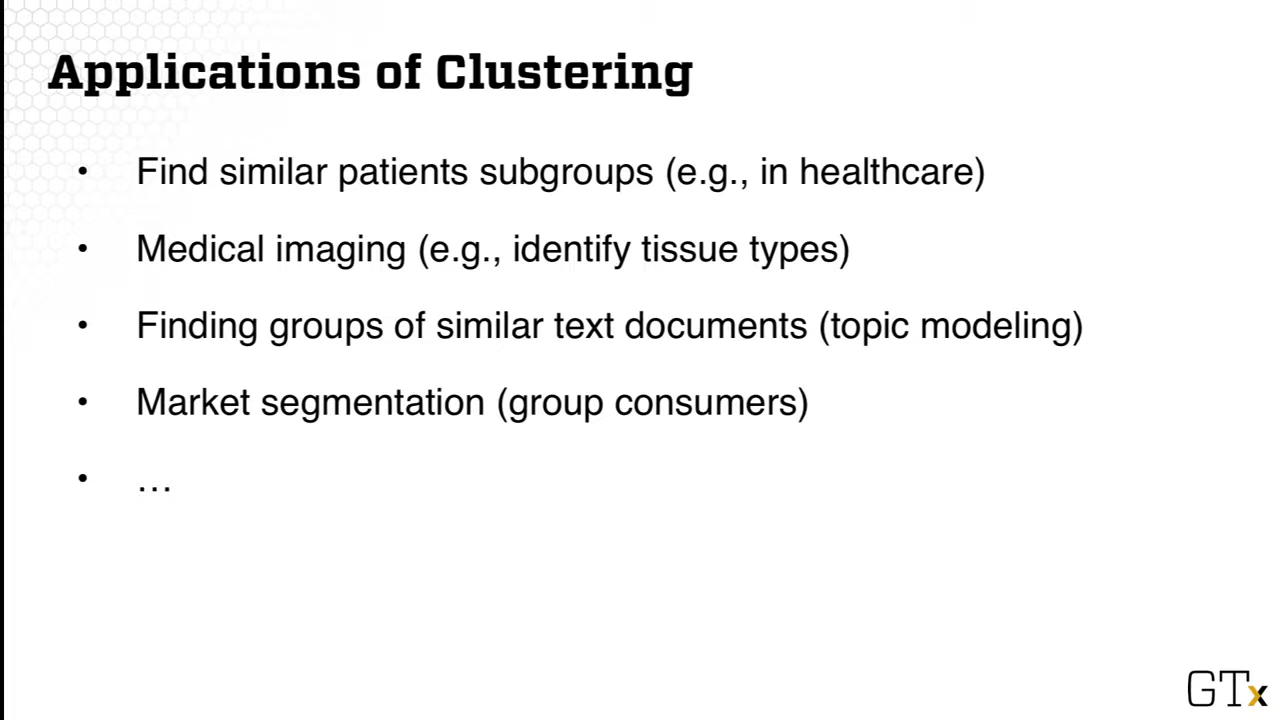 Applications of Clustering
• Find similar patients subgroups (e.g., in healthcare)
• Medical imaging (e.g., identify tissue types)
• Finding groups of similar text documents (topic modeling)
• Market segmentation (group consumers)
• …
GTx